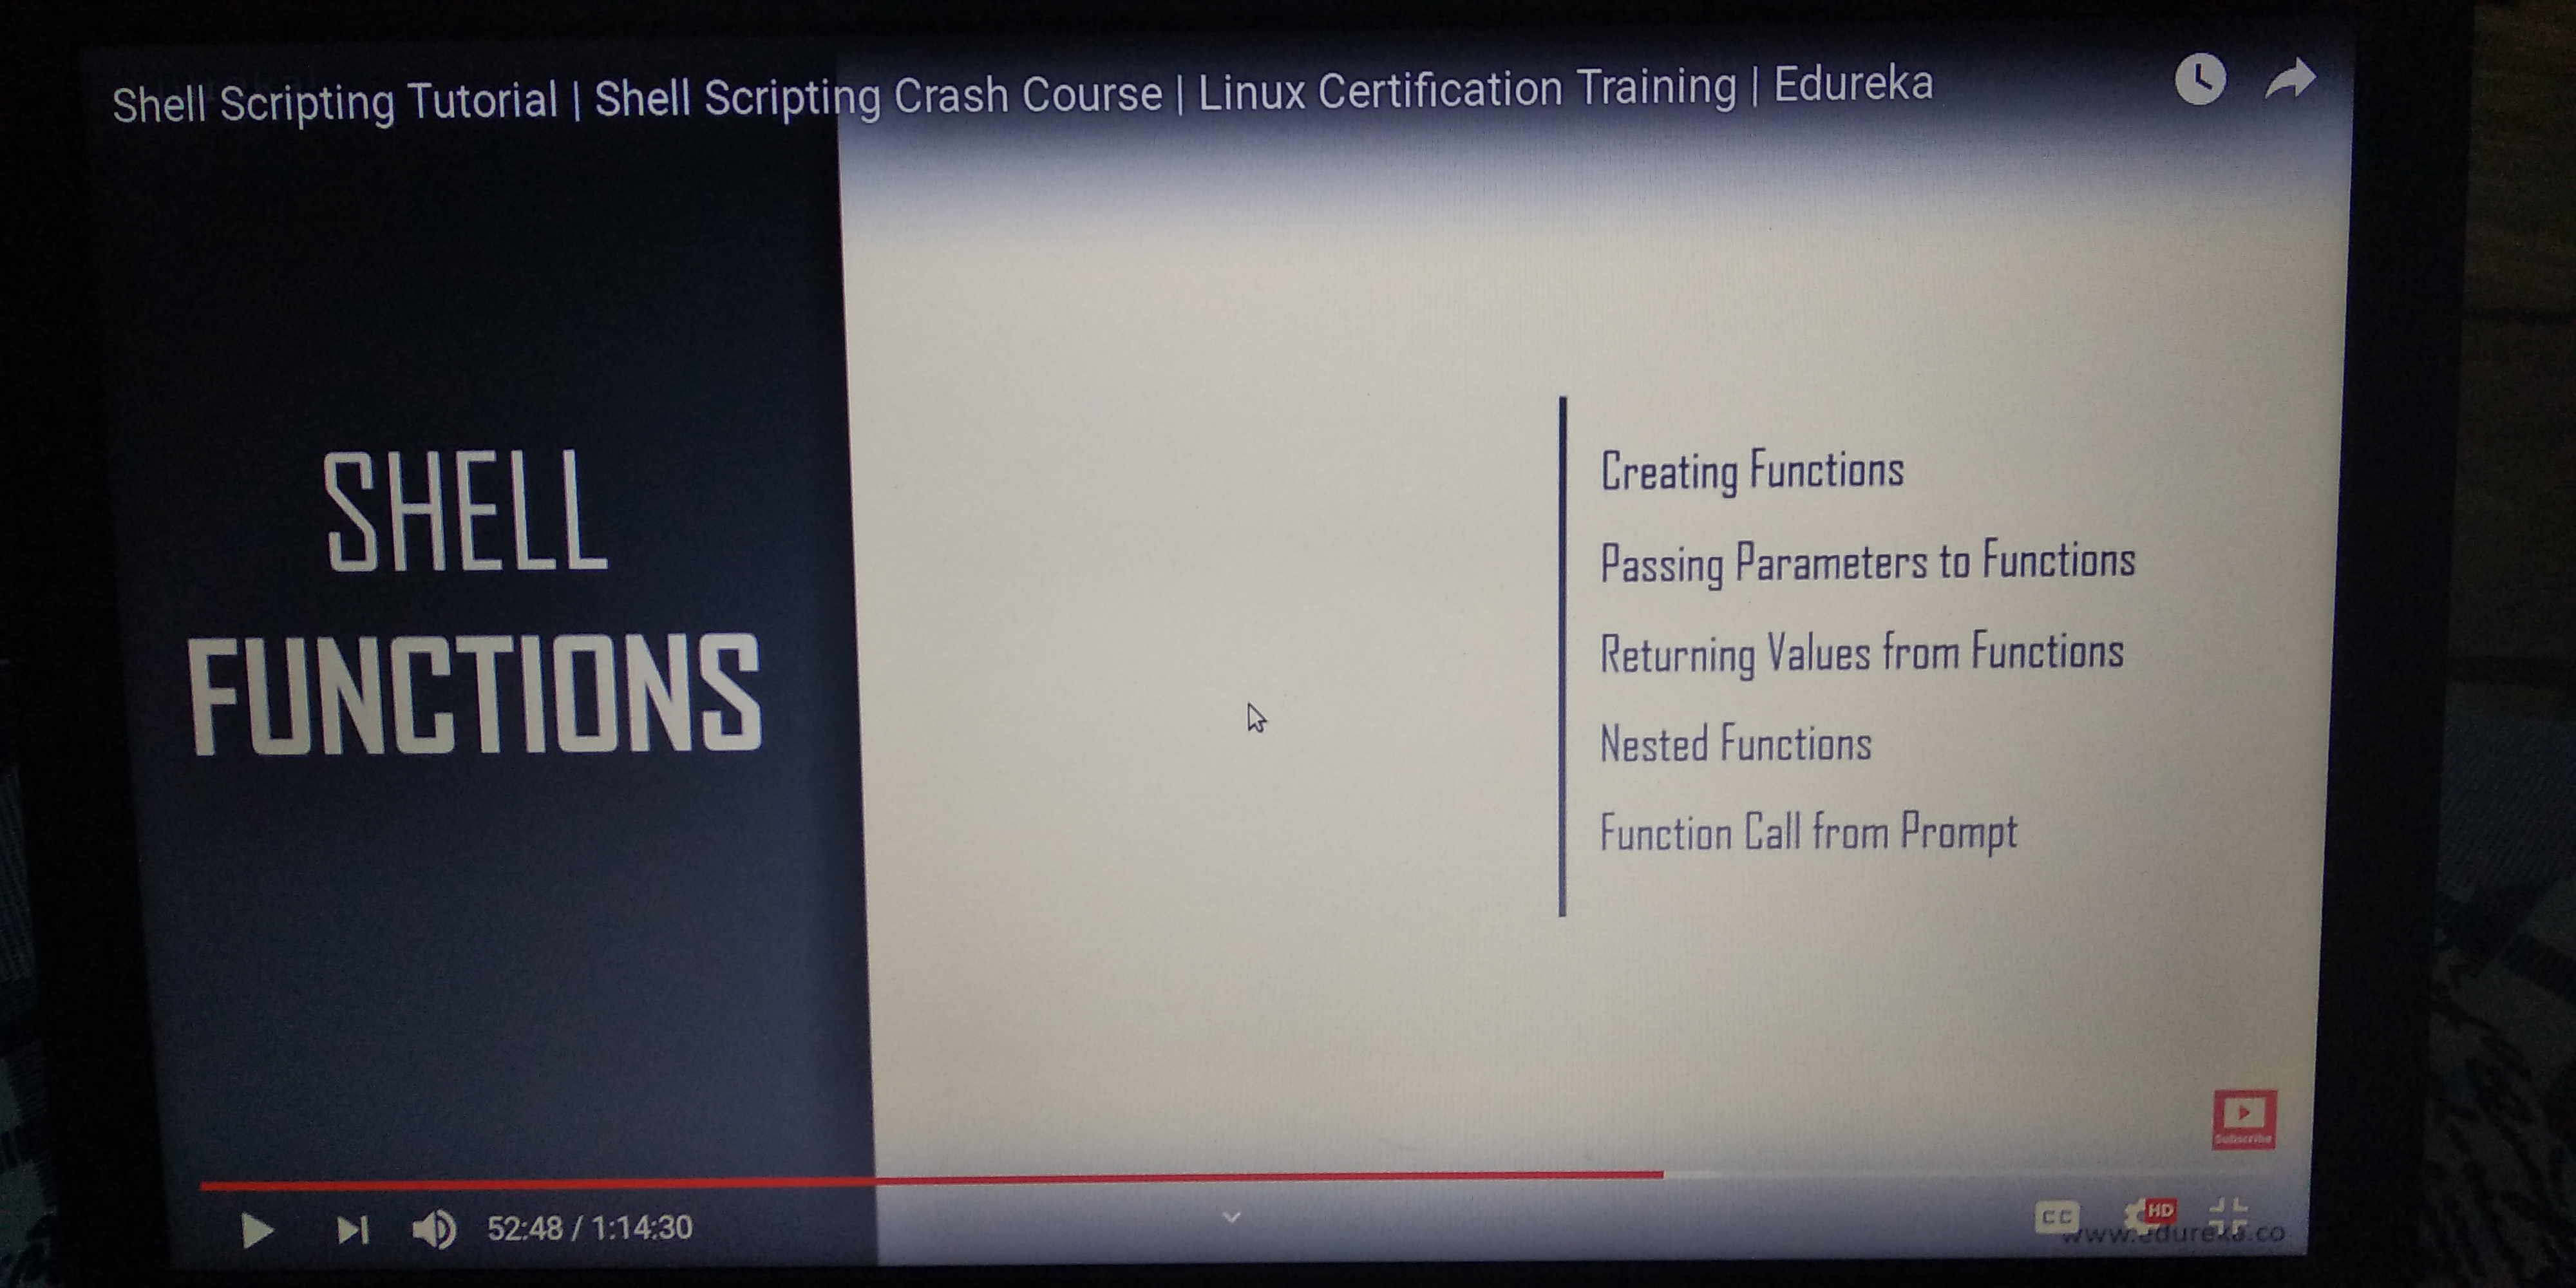 Shell Scripting Tutorial | Shell Scripting Crash Course | Linux Certification Training | Edureka
SHELL
FUNCTIONS
Creating Functions
Passing Parameters to Functions
Returning Values from Functions
Nested Functions
Function Call from Prompt
Subscribe
52:48 / 1:14:30
CC
HD
www.edureka.co